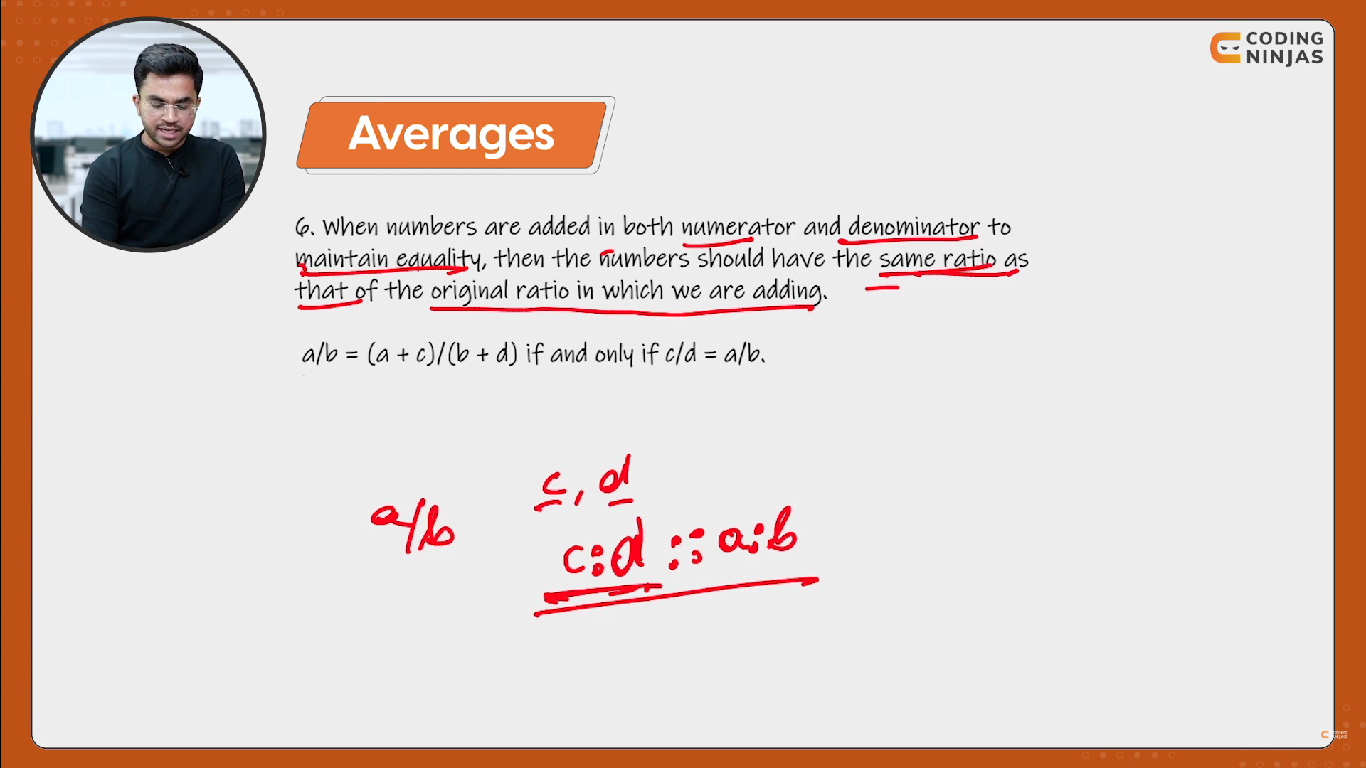 CODING
NINJAS
Averages
6. When numbers are added in both numerator and denominator to
maintain equality, then the numbers should have the same ratio as
that of the original ratio in which we are adding.
a/b = (a + c)/(b + d) if and only if c/d = a/b.
c, d
a/b
c:d :: a:b
CODING
NINJAS